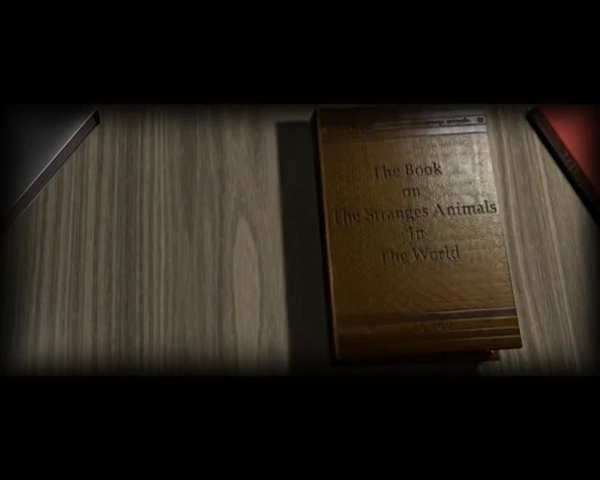 The Book
on
The Stranges Animals
In
The World